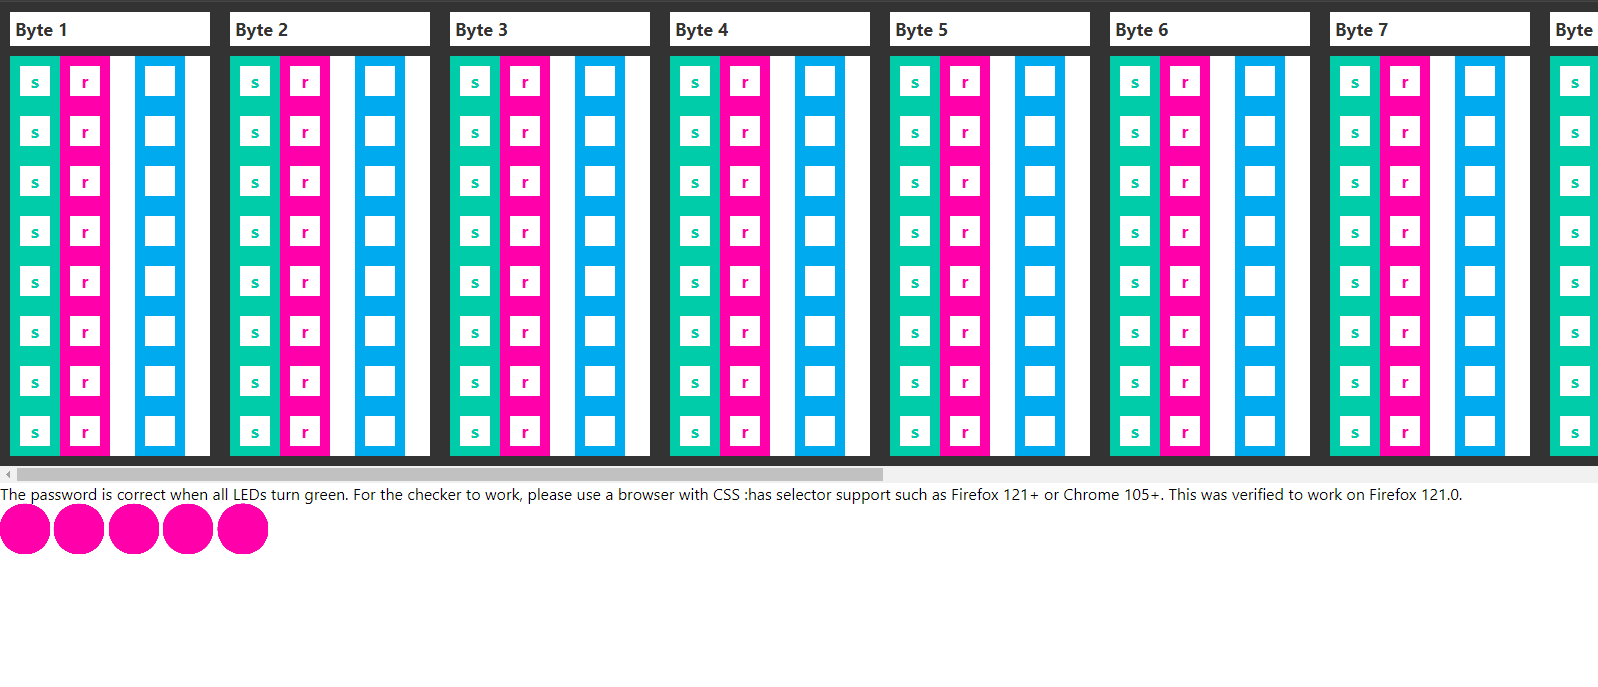 Byte 1 Byte 2 Byte 3 Byte 4 Byte 5 Byte 6 Byte 7 Byte
s r s r s r s r s r s r s r s
s r s r s r s r s r s r s r s
s r s r s r s r s r s r s r s
s r s r s r s r s r s r s r s
s r s r s r s r s r s r s r s
s r s r s r s r s r s r s r s
s r s r s r s r s r s r s r s
s r s r s r s r s r s r s r s
The password is correct when all LEDs turn green. For the checker to work, please use a browser with CSS :has selector support such as Firefox 121+ or Chrome 105+. This was verified to work on Firefox 121.0.